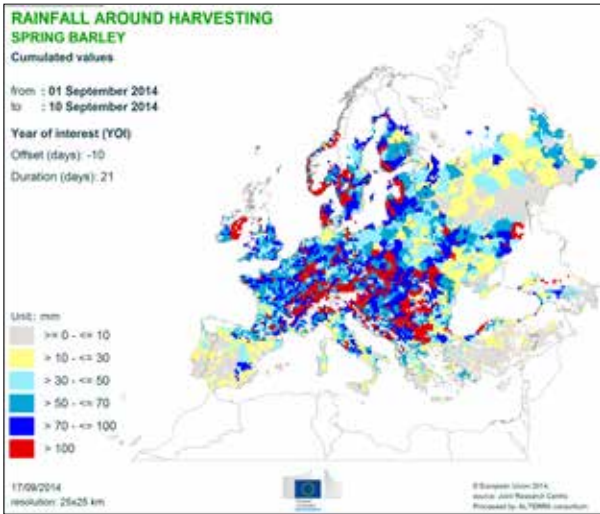 RAINFALL AROUND HARVESTING
SPRING BARLEY
Cumulated values
from : 01 September 2014
to : 10 September 2014
Year of interest (YOI)
Offset (days): -10
Duration (days): 21
Unit: mm
>= 0 - <= 10
> 10 - <= 30
> 30 - <= 50
> 50 - <= 70
> 70 - <= 100
> 100
17/09/2014
resolution: 25x25 km
© European Union 2014
source: Joint Research Centre
Processed by ALTERRA consortium